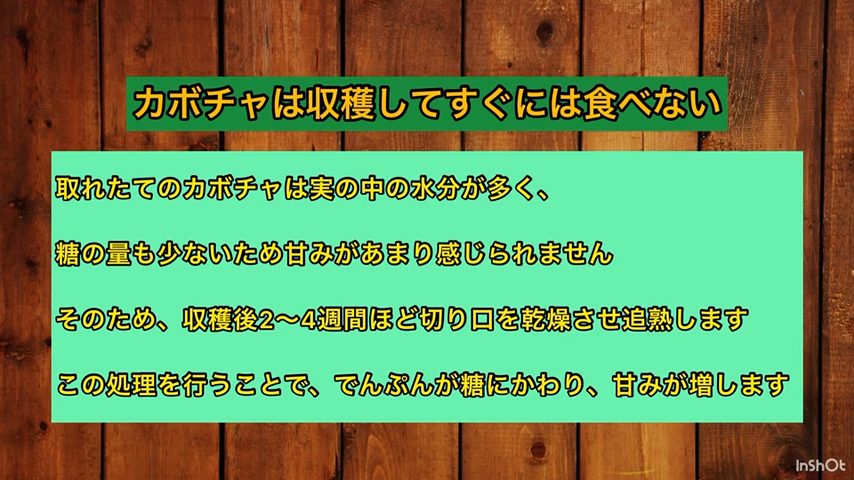 カボチャは収穫してすぐには食べない
取れたてのカボチャは実の中の水分が多く、
糖の量も少ないため甘みがあまり感じられません
そのため、収穫後2〜4週間ほど切り口を乾燥させ追熟します
この処理を行うことで、でんぷんが糖にかわり、甘みが増します
InShOt